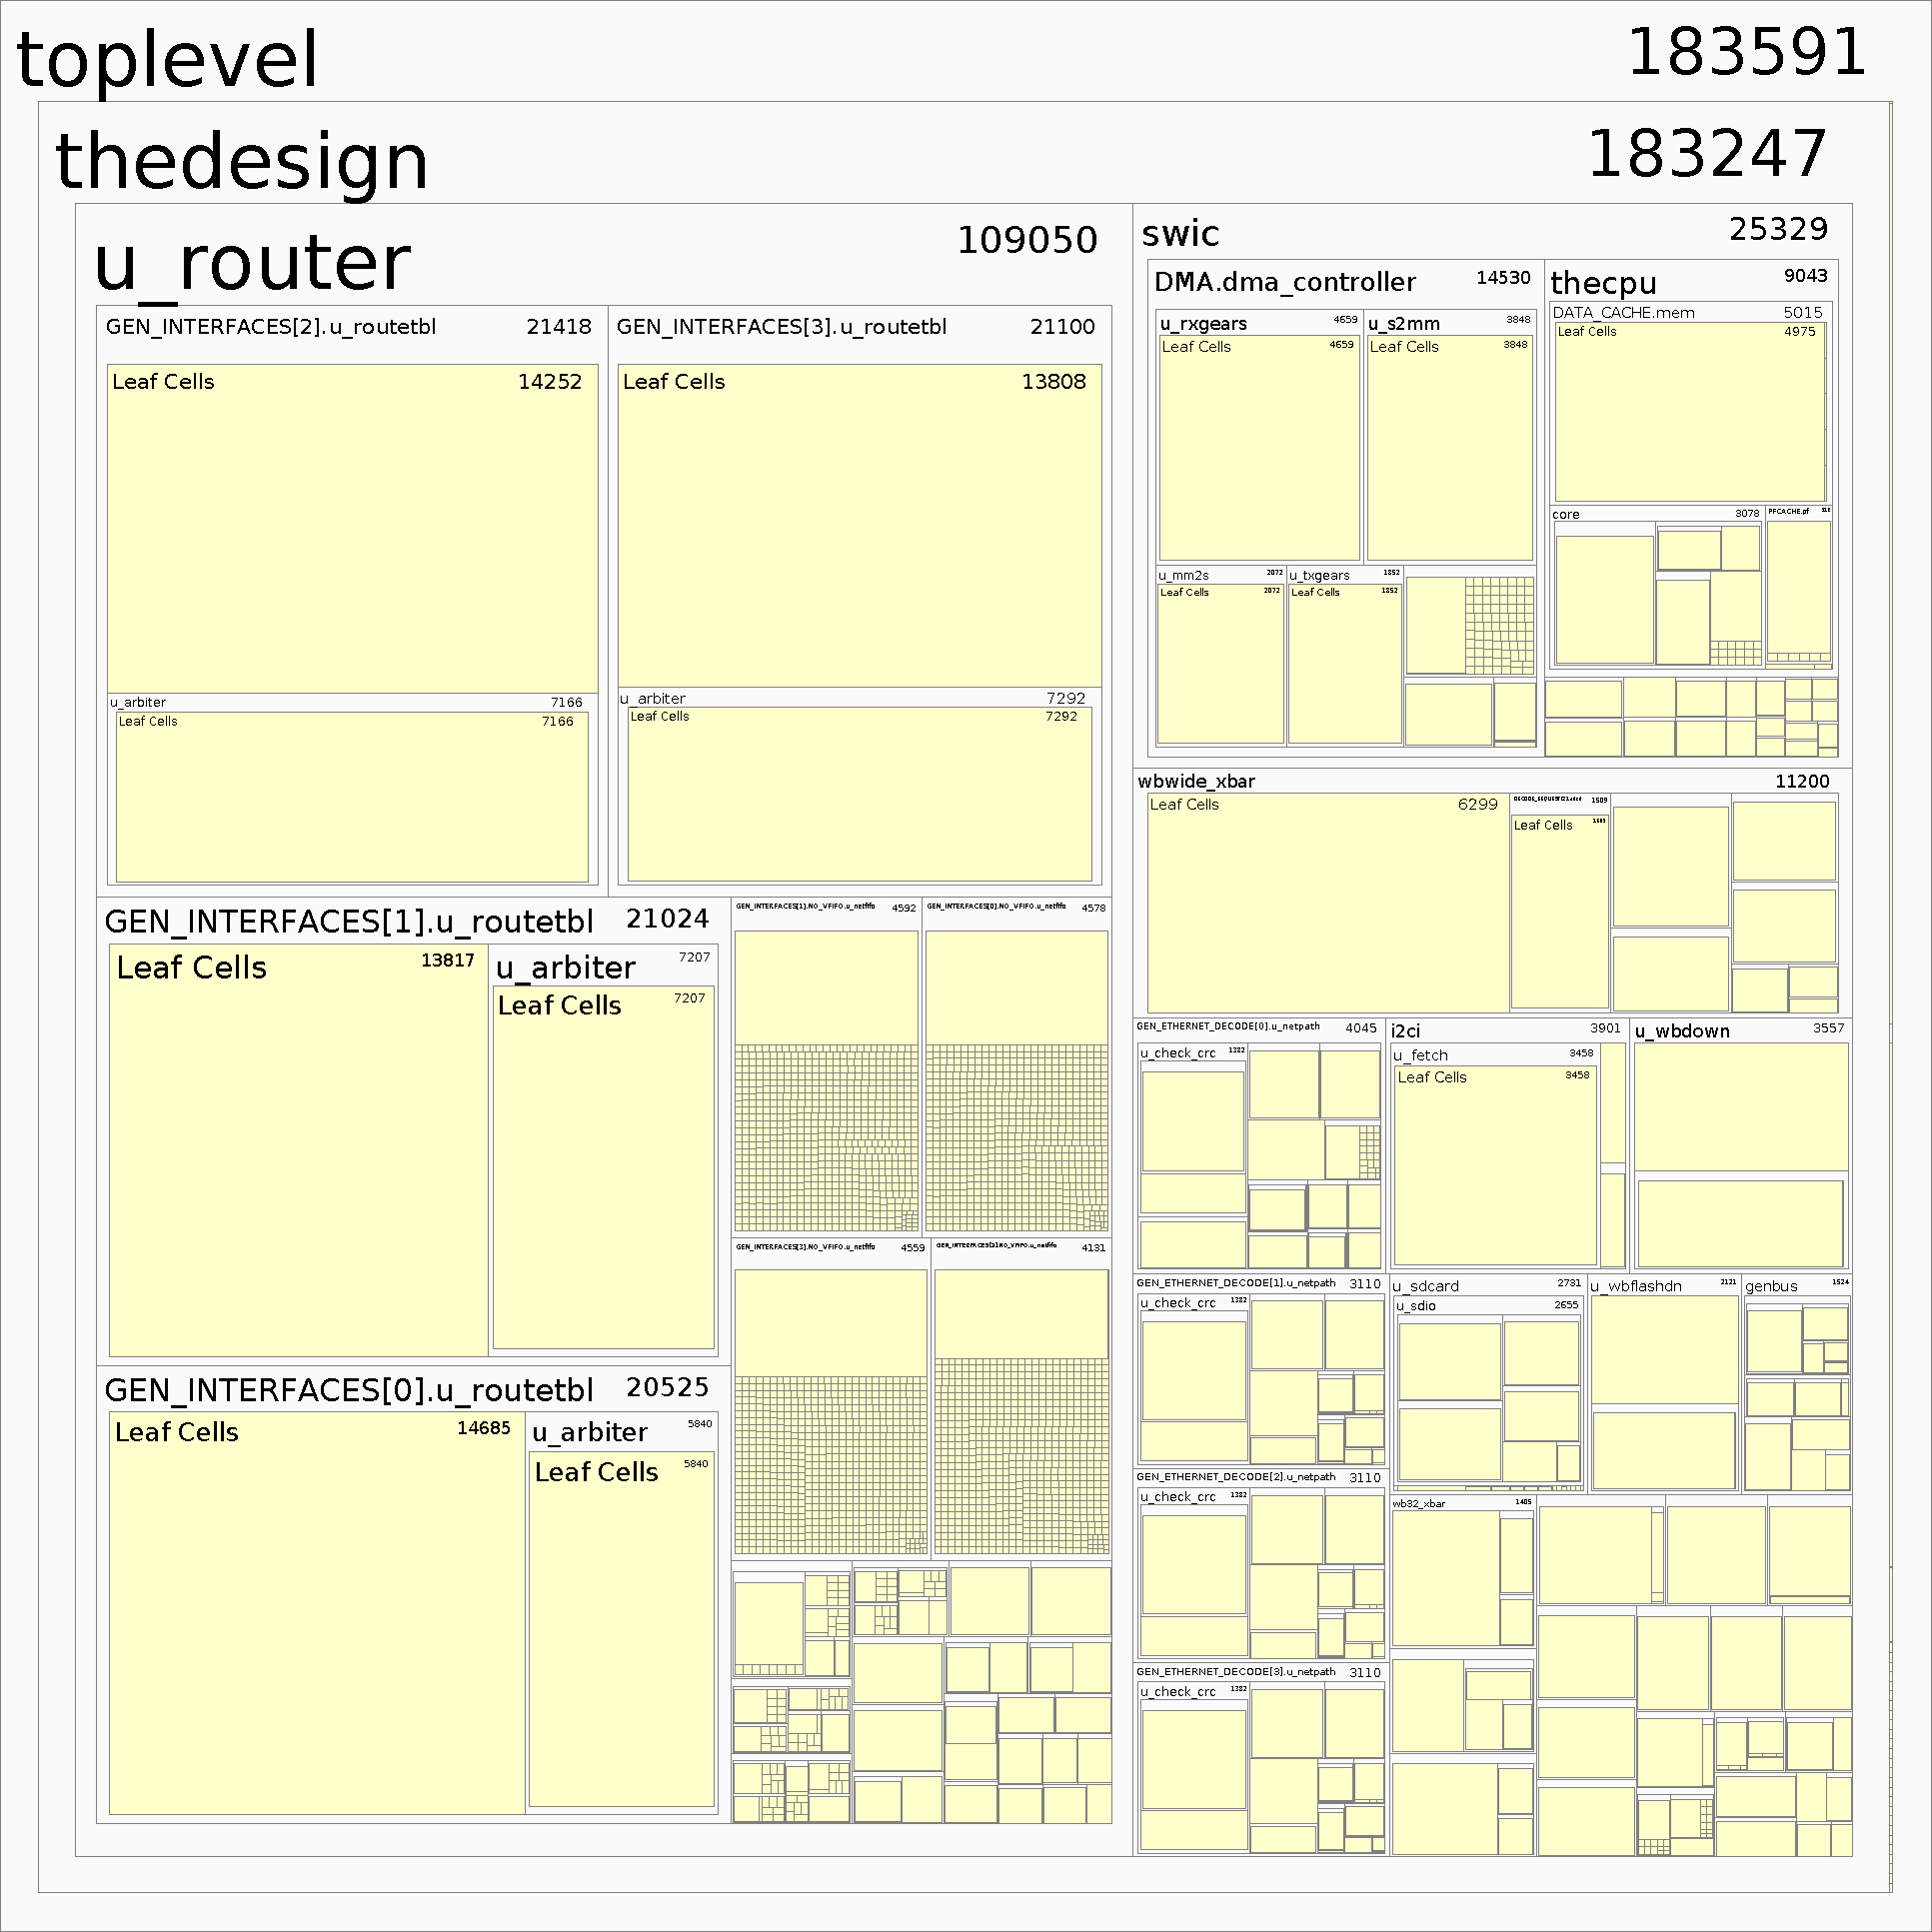 toplevel 183591
thedesign 183247
u_router 109050
GEN_INTERFACES[2].u_routetbl 21418
Leaf Cells 14252
u_arbiter 7166
Leaf Cells 7166
GEN_INTERFACES[3].u_routetbl 21100
Leaf Cells 13808
u_arbiter 7292
Leaf Cells 7292
GEN_INTERFACES[1].u_routetbl 21024
Leaf Cells 13817
u_arbiter 7207
Leaf Cells 7207
GEN_INTERFACES[0].u_routetbl 20525
Leaf Cells 14685
u_arbiter 5840
Leaf Cells 5840
GEN_INTERFACES[1].NO_VFIFO.u_netfifo 4592
GEN_INTERFACES[0].NO_VFIFO.u_netfifo 4578
4559
4131
swic 25329
DMA.dma_controller 14530
u_rxgears 4659
Leaf Cells 4659
u_s2mm 3848
Leaf Cells 3848
u_mm2s 2072
Leaf Cells 2072
u_txgears 1852
Leaf Cells 1852
thecpu 9043
DATA_CACHE.mem 5015
Leaf Cells 4975
core 3078
PFCACHE.pf
wbwide_xbar 11200
Leaf Cells 6299
1509
Leaf Cells 1509
GEN_ETHERNET_DECODE[0].u_netpath 4045
u_check_crc 1382
i2ci 3901
u_fetch 3458
Leaf Cells 3458
u_wbdown 3557
GEN_ETHERNET_DECODE[1].u_netpath 3110
u_check_crc 1382
u_sdcard 2731
u_sdio 2655
u_wbflashdn 2121
genbus 1524
GEN_ETHERNET_DECODE[2].u_netpath 3110
u_check_crc 1382
wb32_xbar 1405
GEN_ETHERNET_DECODE[3].u_netpath 3110
u_check_crc 1382